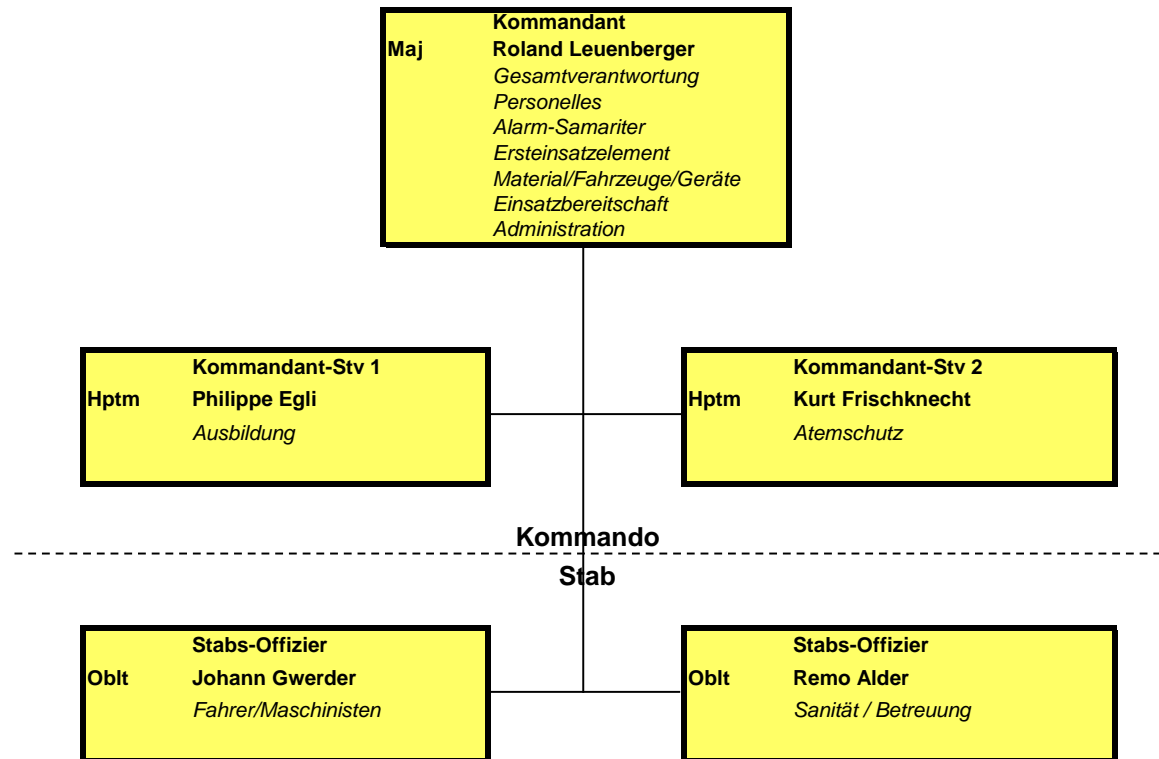 Kommandant
Maj Roland Leuenberger
Gesamtverantwortung
Personelles
Alarm-Samariter
Ersteinsatzelement
Material/Fahrzeuge/Geräte
Einsatzbereitschaft
Administration
Kommandant-Stv 1
Hptm Philippe Egli
Ausbildung
Kommandant-Stv 2
Hptm Kurt Frischknecht
Atemschutz
Kommando
Stab
Stabs-Offizier
Oblt Johann Gwerder
Fahrer/Maschinisten
Stabs-Offizier
Oblt Remo Alder
Sanität / Betreuung